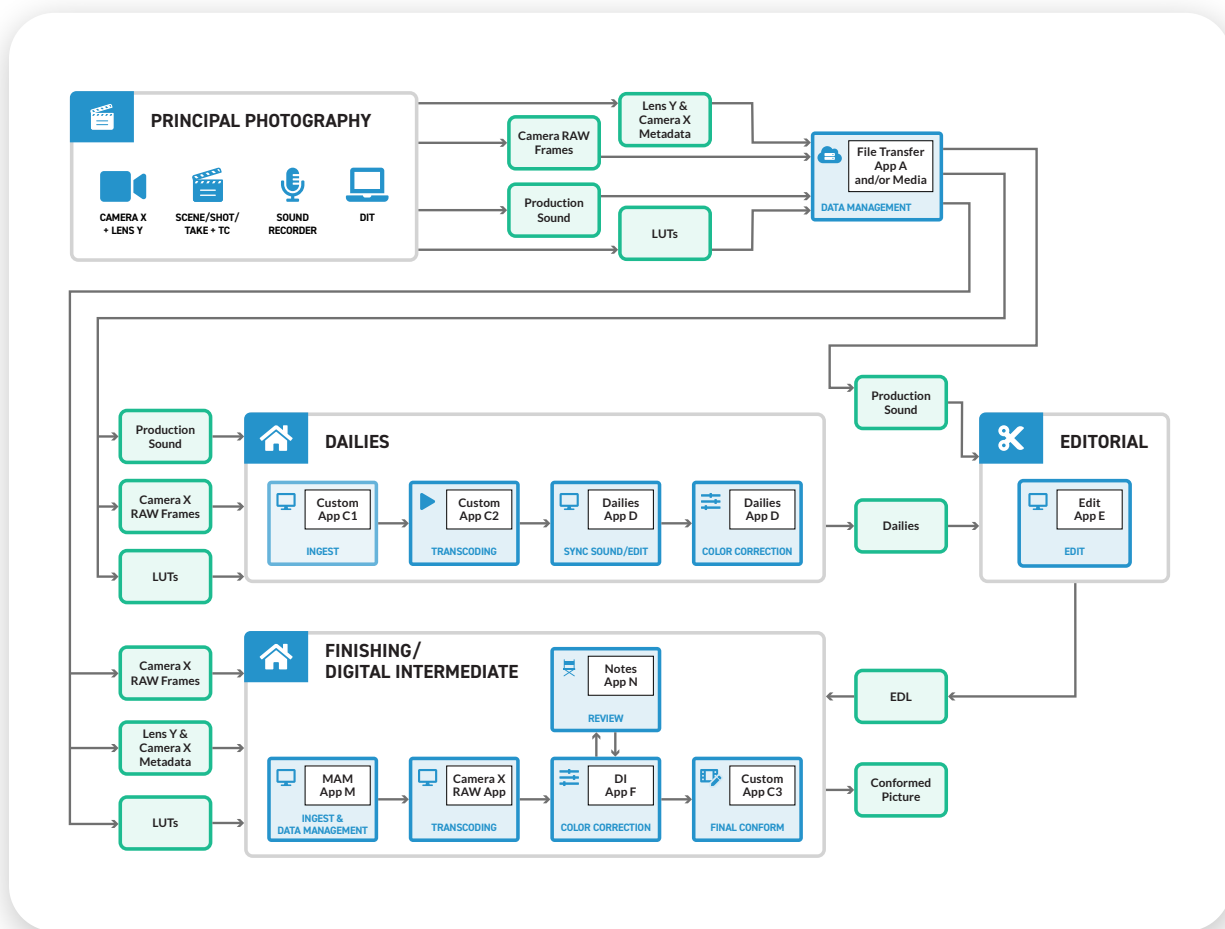 PRINCIPAL PHOTOGRAPHY
CAMERA X
+ LENS Y
SCENE/SHOT/
TAKE + TC
SOUND
RECORDER
DIT
Lens Y &
Camera X
Metadata
Camera RAW
Frames
Production
Sound
LUTs
File Transfer
App A
and/or Media
DATA MANAGEMENT
Production
Sound
Camera X
RAW Frames
LUTs
DAILIES
Custom
App C1
INGEST
Custom
App C2
TRANSCODING
Dailies
App D
SYNC SOUND/EDIT
Dailies
App D
COLOR CORRECTION
Production
Sound
Dailies
EDITORIAL
Edit
App E
EDIT
Camera X
RAW Frames
Lens Y &
Camera X
Metadata
LUTs
FINISHING/
DIGITAL INTERMEDIATE
Notes
App N
REVIEW
MAM
App M
INGEST &
DATA MANAGEMENT
Camera X
RAW App
TRANSCODING
DI
App F
COLOR CORRECTION
Custom
App C3
FINAL CONFORM
EDL
Conformed
Picture